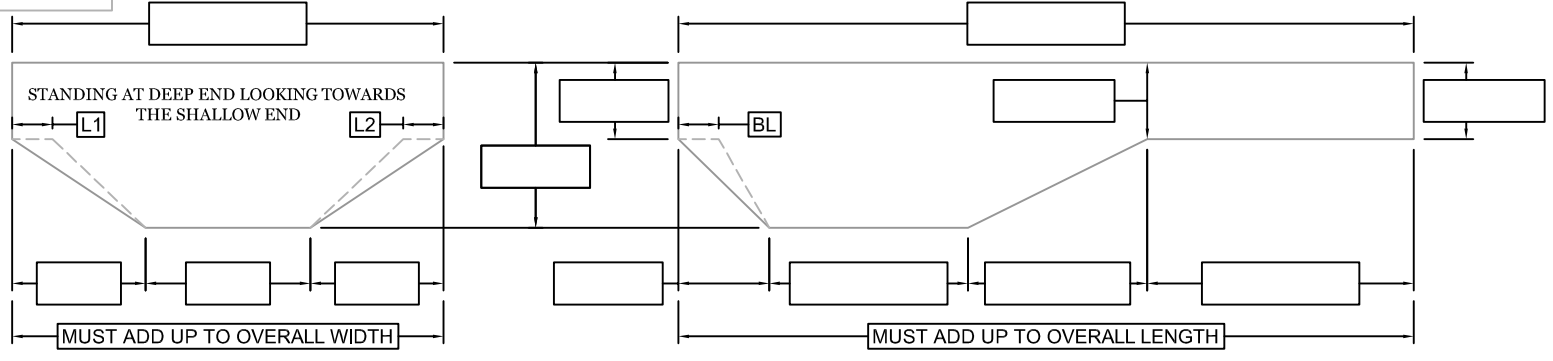 STANDING AT DEEP END LOOKING TOWARDS
THE SHALLOW END
L1
L2
BL
MUST ADD UP TO OVERALL WIDTH
MUST ADD UP TO OVERALL LENGTH